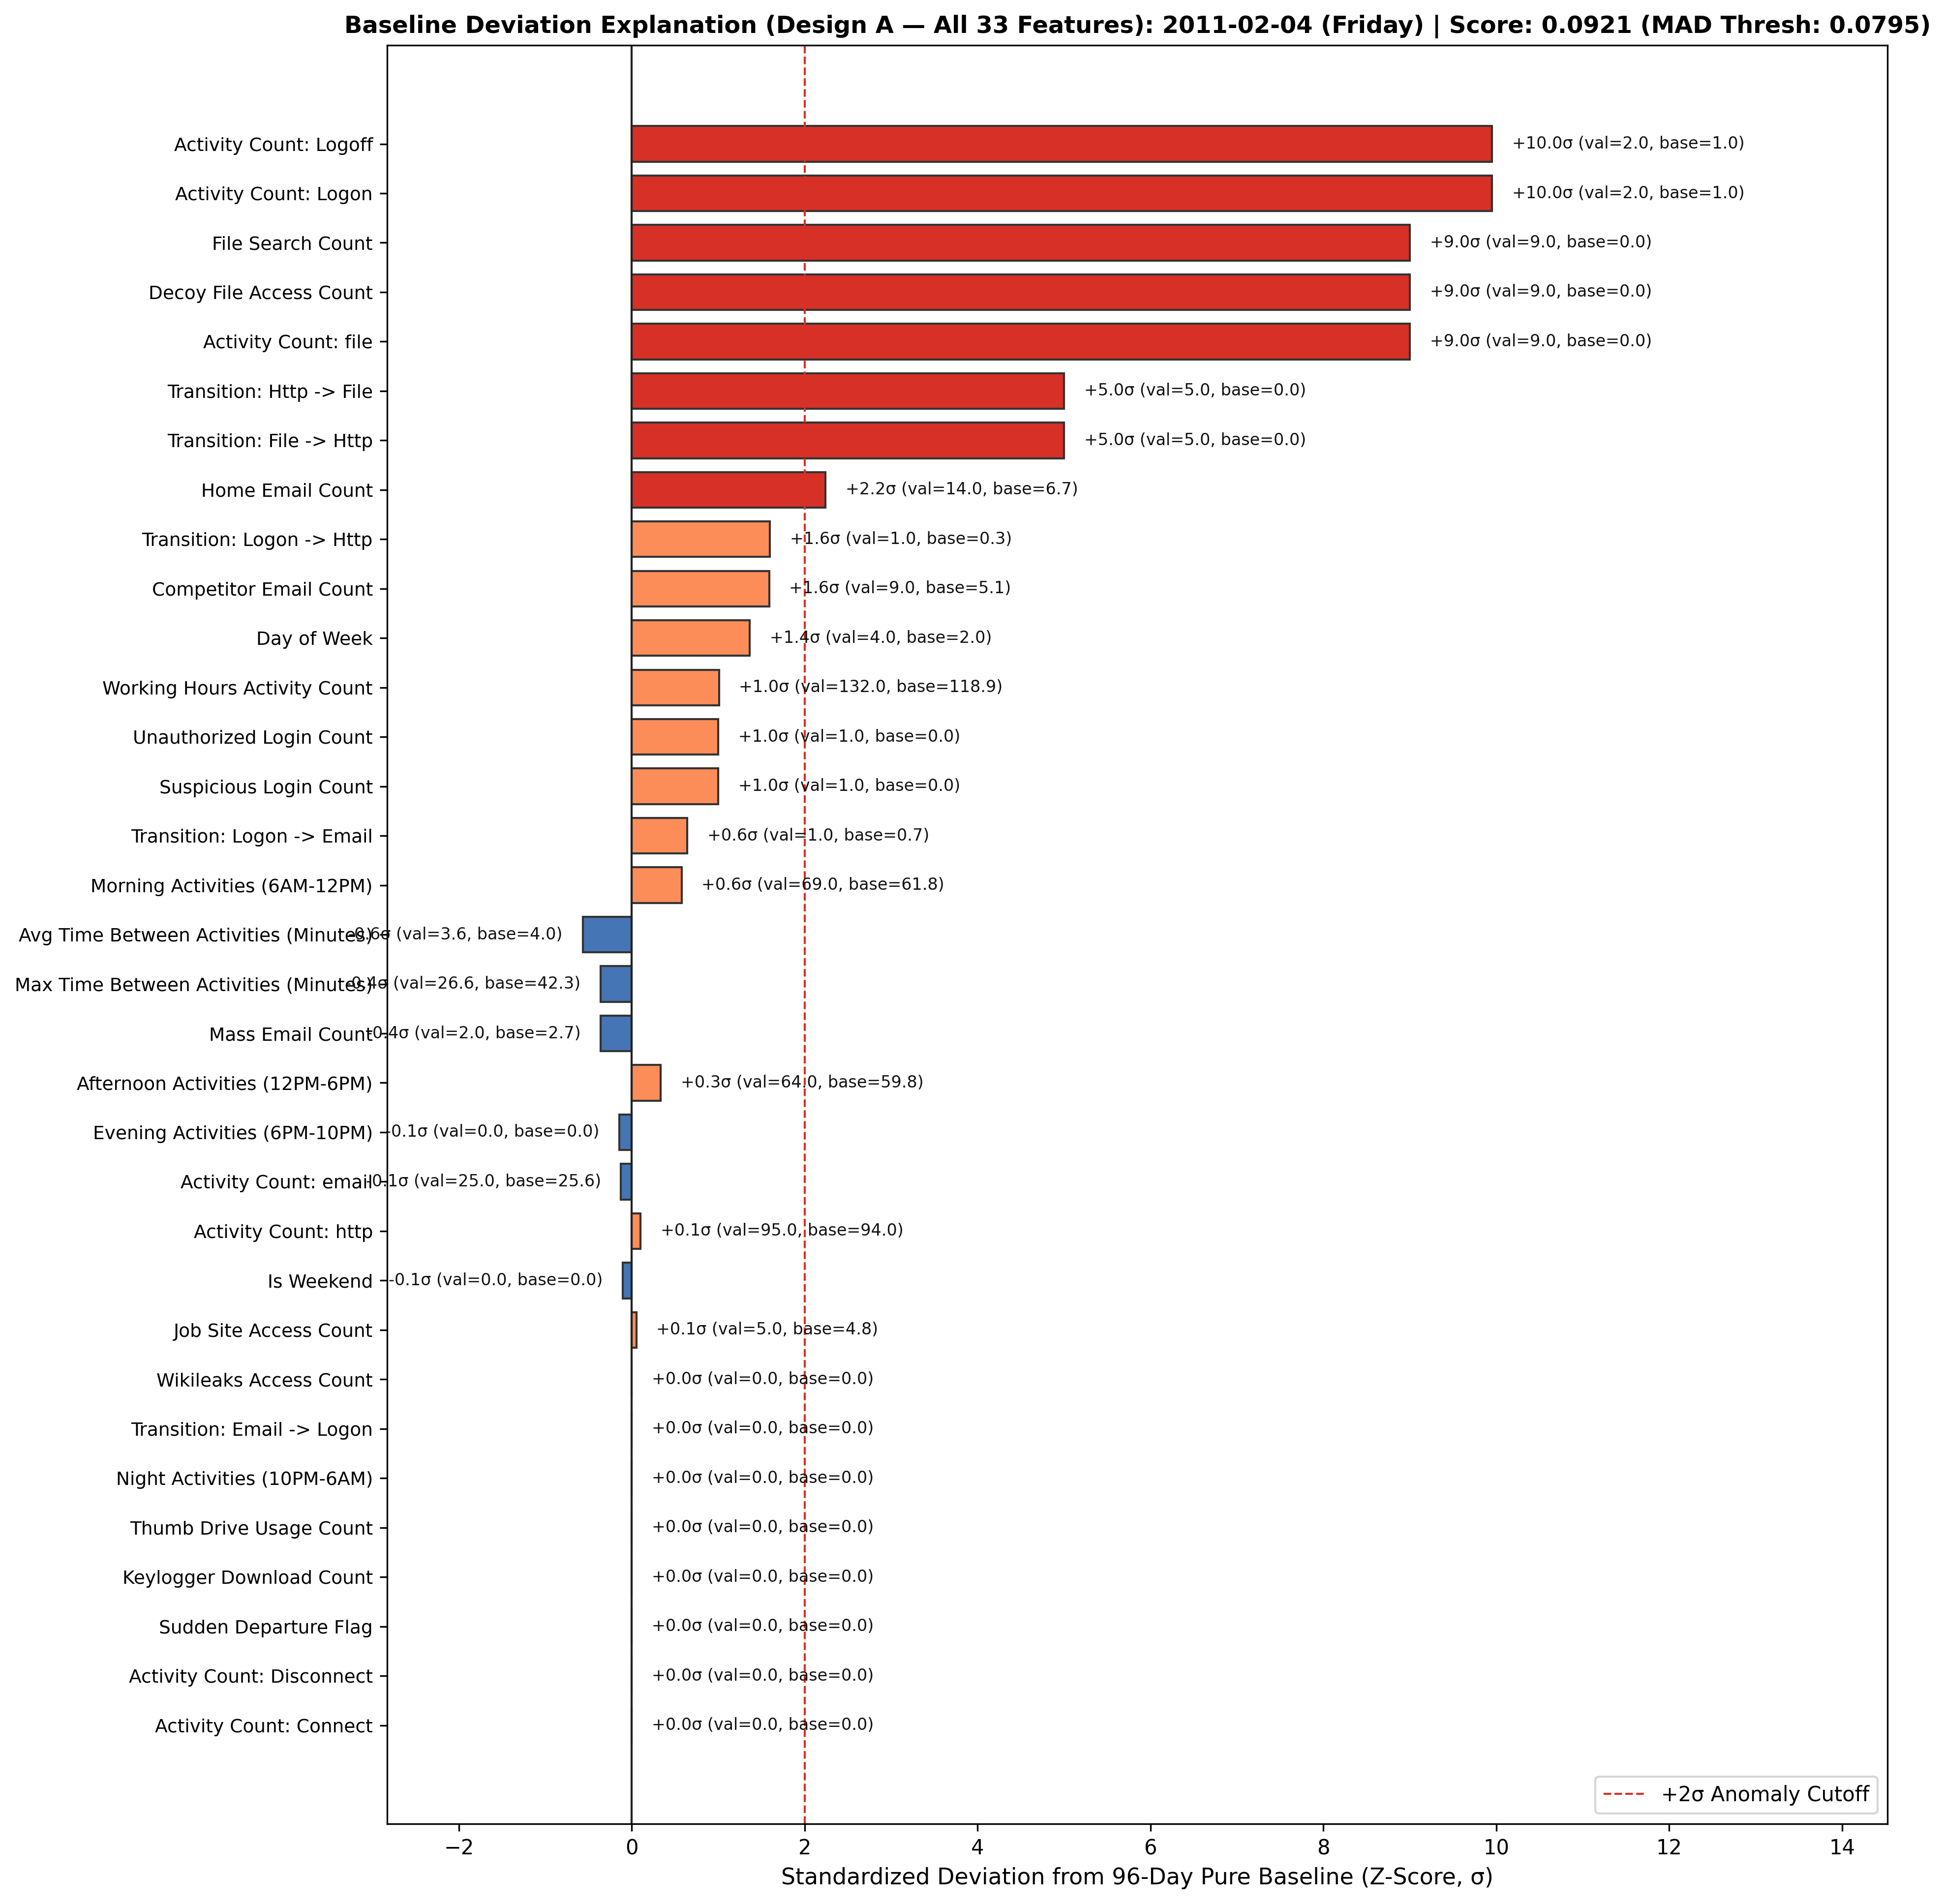 Baseline Deviation Explanation (Design A — All 33 Features): 2011-02-04 (Friday) | Score: 0.0921 (MAD Thresh: 0.0795)
Activity Count: Logoff +10.0σ (val=2.0, base=1.0)
Activity Count: Logon +10.0σ (val=2.0, base=1.0)
File Search Count +9.0σ (val=9.0, base=0.0)
Decoy File Access Count +9.0σ (val=9.0, base=0.0)
Activity Count: file +9.0σ (val=9.0, base=0.0)
Transition: Http -> File +5.0σ (val=5.0, base=0.0)
Transition: File -> Http +5.0σ (val=5.0, base=0.0)
Home Email Count +2.2σ (val=14.0, base=6.7)
Transition: Logon -> Http +1.6σ (val=1.0, base=0.3)
Competitor Email Count +1.6σ (val=9.0, base=5.1)
Day of Week +1.4σ (val=4.0, base=2.0)
Working Hours Activity Count +1.0σ (val=132.0, base=118.9)
Unauthorized Login Count +1.0σ (val=1.0, base=0.0)
Suspicious Login Count +1.0σ (val=1.0, base=0.0)
Transition: Logon -> Email +0.6σ (val=1.0, base=0.7)
Morning Activities (6AM-12PM) +0.6σ (val=69.0, base=61.8)
Avg Time Between Activities (Minutes) -0.6σ (val=3.6, base=4.0)
Max Time Between Activities (Minutes) -0.4σ (val=26.6, base=42.3)
Mass Email Count -0.4σ (val=2.0, base=2.7)
Afternoon Activities (12PM-6PM) +0.3σ (val=64.0, base=59.8)
Evening Activities (6PM-10PM) -0.1σ (val=0.0, base=0.0)
Activity Count: email -0.1σ (val=25.0, base=25.6)
Activity Count: http +0.1σ (val=95.0, base=94.0)
Is Weekend -0.1σ (val=0.0, base=0.0)
Job Site Access Count +0.1σ (val=5.0, base=4.8)
Wikileaks Access Count +0.0σ (val=0.0, base=0.0)
Transition: Email -> Logon +0.0σ (val=0.0, base=0.0)
Night Activities (10PM-6AM) +0.0σ (val=0.0, base=0.0)
Thumb Drive Usage Count +0.0σ (val=0.0, base=0.0)
Keylogger Download Count +0.0σ (val=0.0, base=0.0)
Sudden Departure Flag +0.0σ (val=0.0, base=0.0)
Activity Count: Disconnect +0.0σ (val=0.0, base=0.0)
Activity Count: Connect +0.0σ (val=0.0, base=0.0)
+2σ Anomaly Cutoff
−2 0 2 4 6 8 10 12 14
Standardized Deviation from 96-Day Pure Baseline (Z-Score, σ)